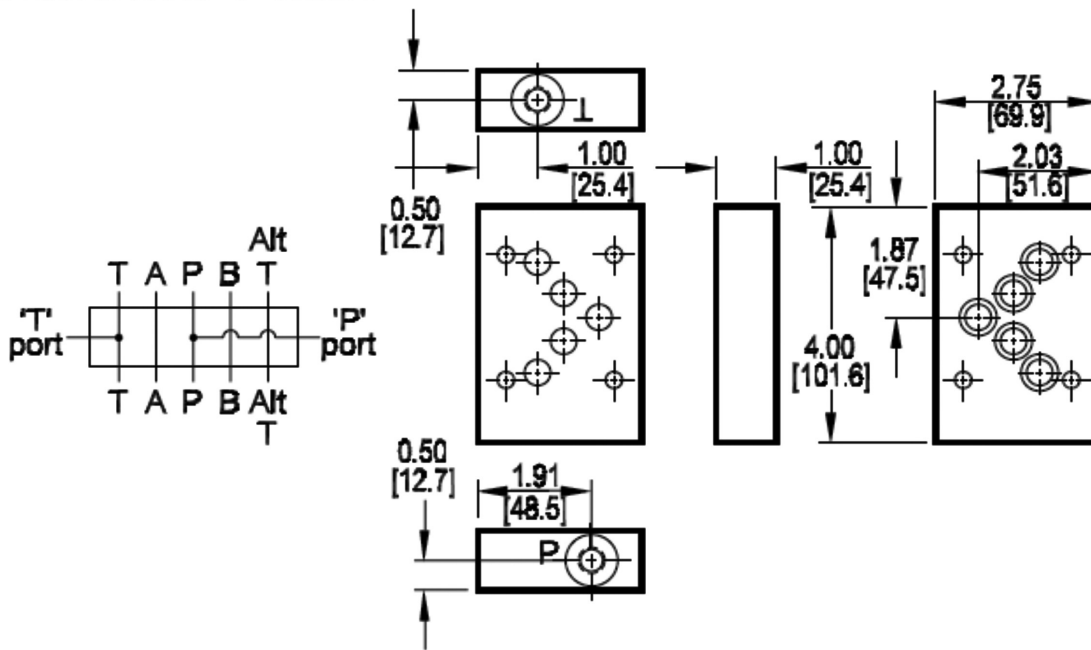 T
1.00
[25.4]
0.50
[12.7]
1.00
[25.4]
2.75
[69.9]
2.03
[51.6]
1.87
[47.5]
4.00
[101.6]
Alt
T A P B T
'T'
port
'P'
port
T A P B Alt
T
0.50
[12.7]
1.91
[48.5]
P